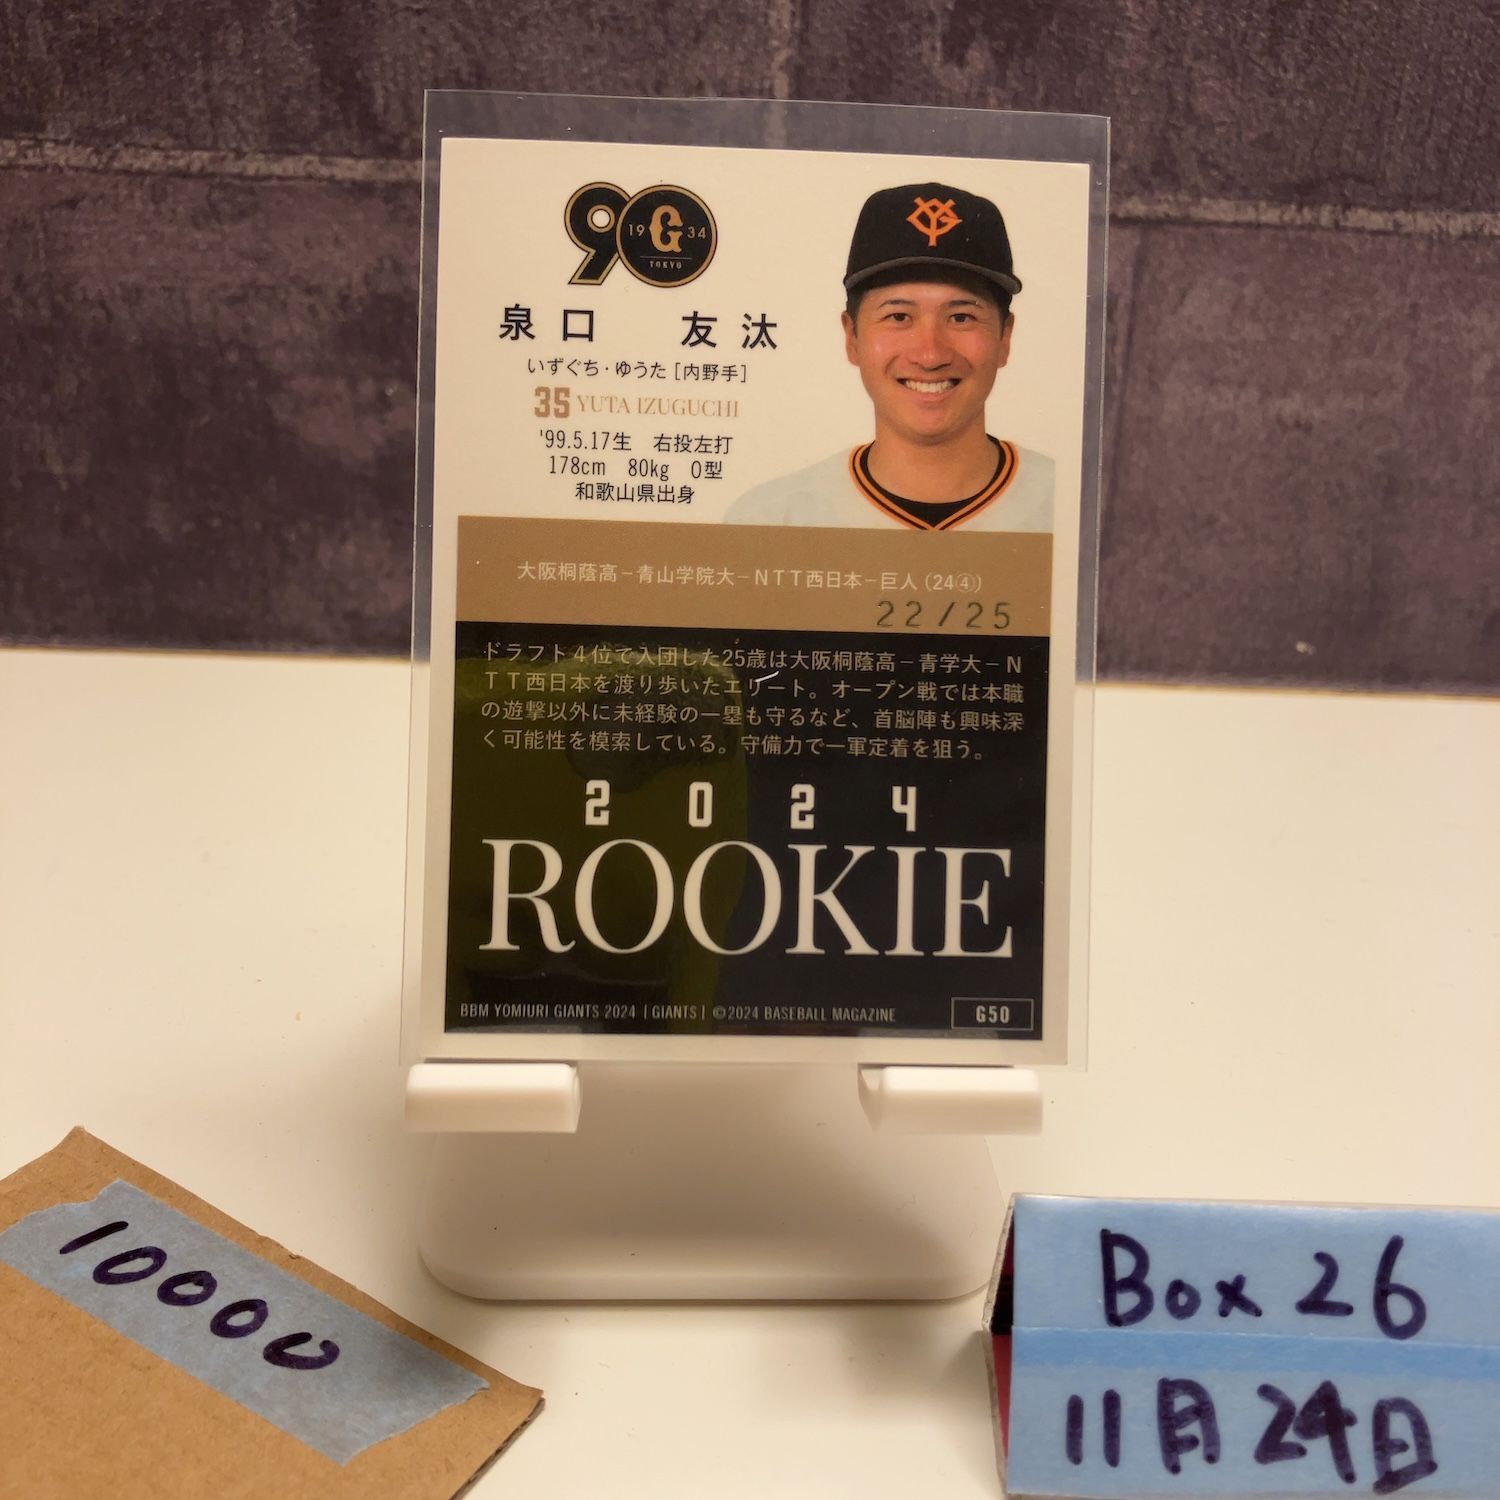 90
19 G 34
TOKYO
YG
泉口 友汰
いずぐち・ゆうた［内野手］
35 YUTA IZUGUCHI
'99.5.17生 右投左打
178cm 80kg O型
和歌山県出身
大阪桐蔭高－青山学院大－NTT西日本－巨人（24④）
22/25
ドラフト4位で入団した25歳は大阪桐蔭高－青学大－N
TT西日本を渡り歩いたエリート。オープン戦では本職
の遊撃以外に未経験の一塁も守るなど、首脳陣も興味深
く可能性を模索している。守備力で一軍定着を狙う。
2024
ROOKIE
BBM YOMIURI GIANTS 2024 [GIANTS] ©2024 BASEBALL MAGAZINE
G50
10000
Box 26
11月24日